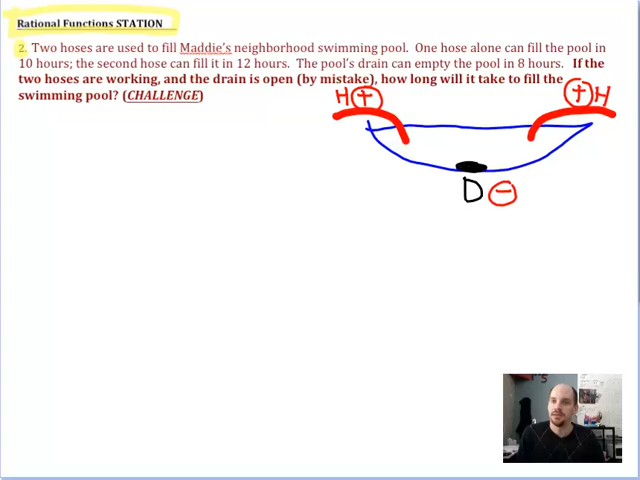 Rational Functions STATION
2. Two hoses are used to fill Maddie's neighborhood swimming pool. One hose alone can fill the pool in
10 hours; the second hose can fill it in 12 hours. The pool's drain can empty the pool in 8 hours. If the
two hoses are working, and the drain is open (by mistake), how long will it take to fill the
swimming pool? (CHALLENGE)
H + + H
D −